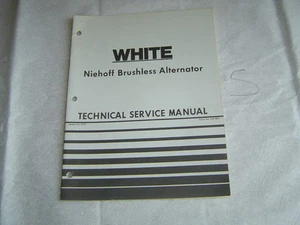 WHITE
Niehoff Brushless Alternator
TECHNICAL SERVICE MANUAL